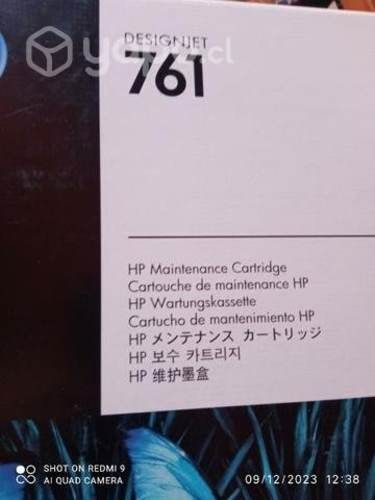 DESIGNJET
yapo.cl
761
HP Maintenance Cartridge
Cartouche de maintenance HP
HP Wartungskassette
Cartucho de mantenimiento HP
HP メンテナンス カートリッジ
HP 보수 카트리지
HP 维护墨盒
SHOT ON REDMI 9
AI QUAD CAMERA
09/12/2023 12:38